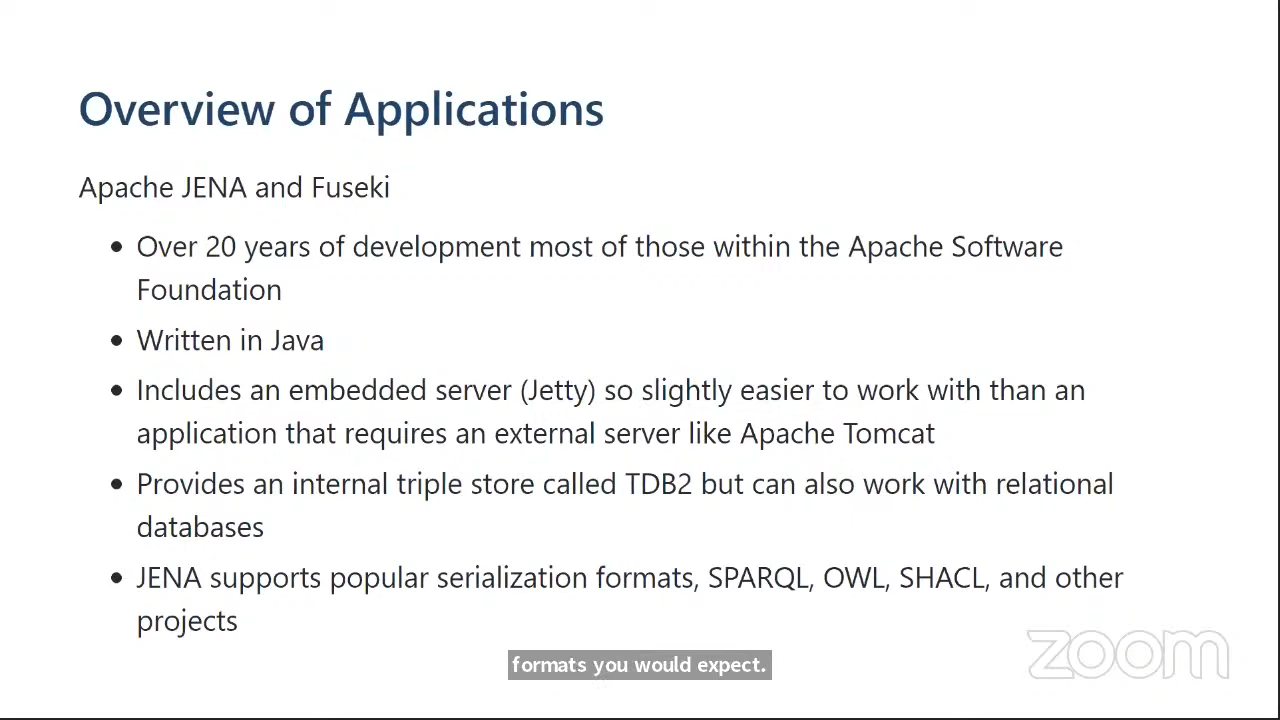 Overview of Applications
Apache JENA and Fuseki
• Over 20 years of development most of those within the Apache Software
Foundation
• Written in Java
• Includes an embedded server (Jetty) so slightly easier to work with than an
application that requires an external server like Apache Tomcat
• Provides an internal triple store called TDB2 but can also work with relational
databases
• JENA supports popular serialization formats, SPARQL, OWL, SHACL, and other
projects
formats you would expect.
zoom